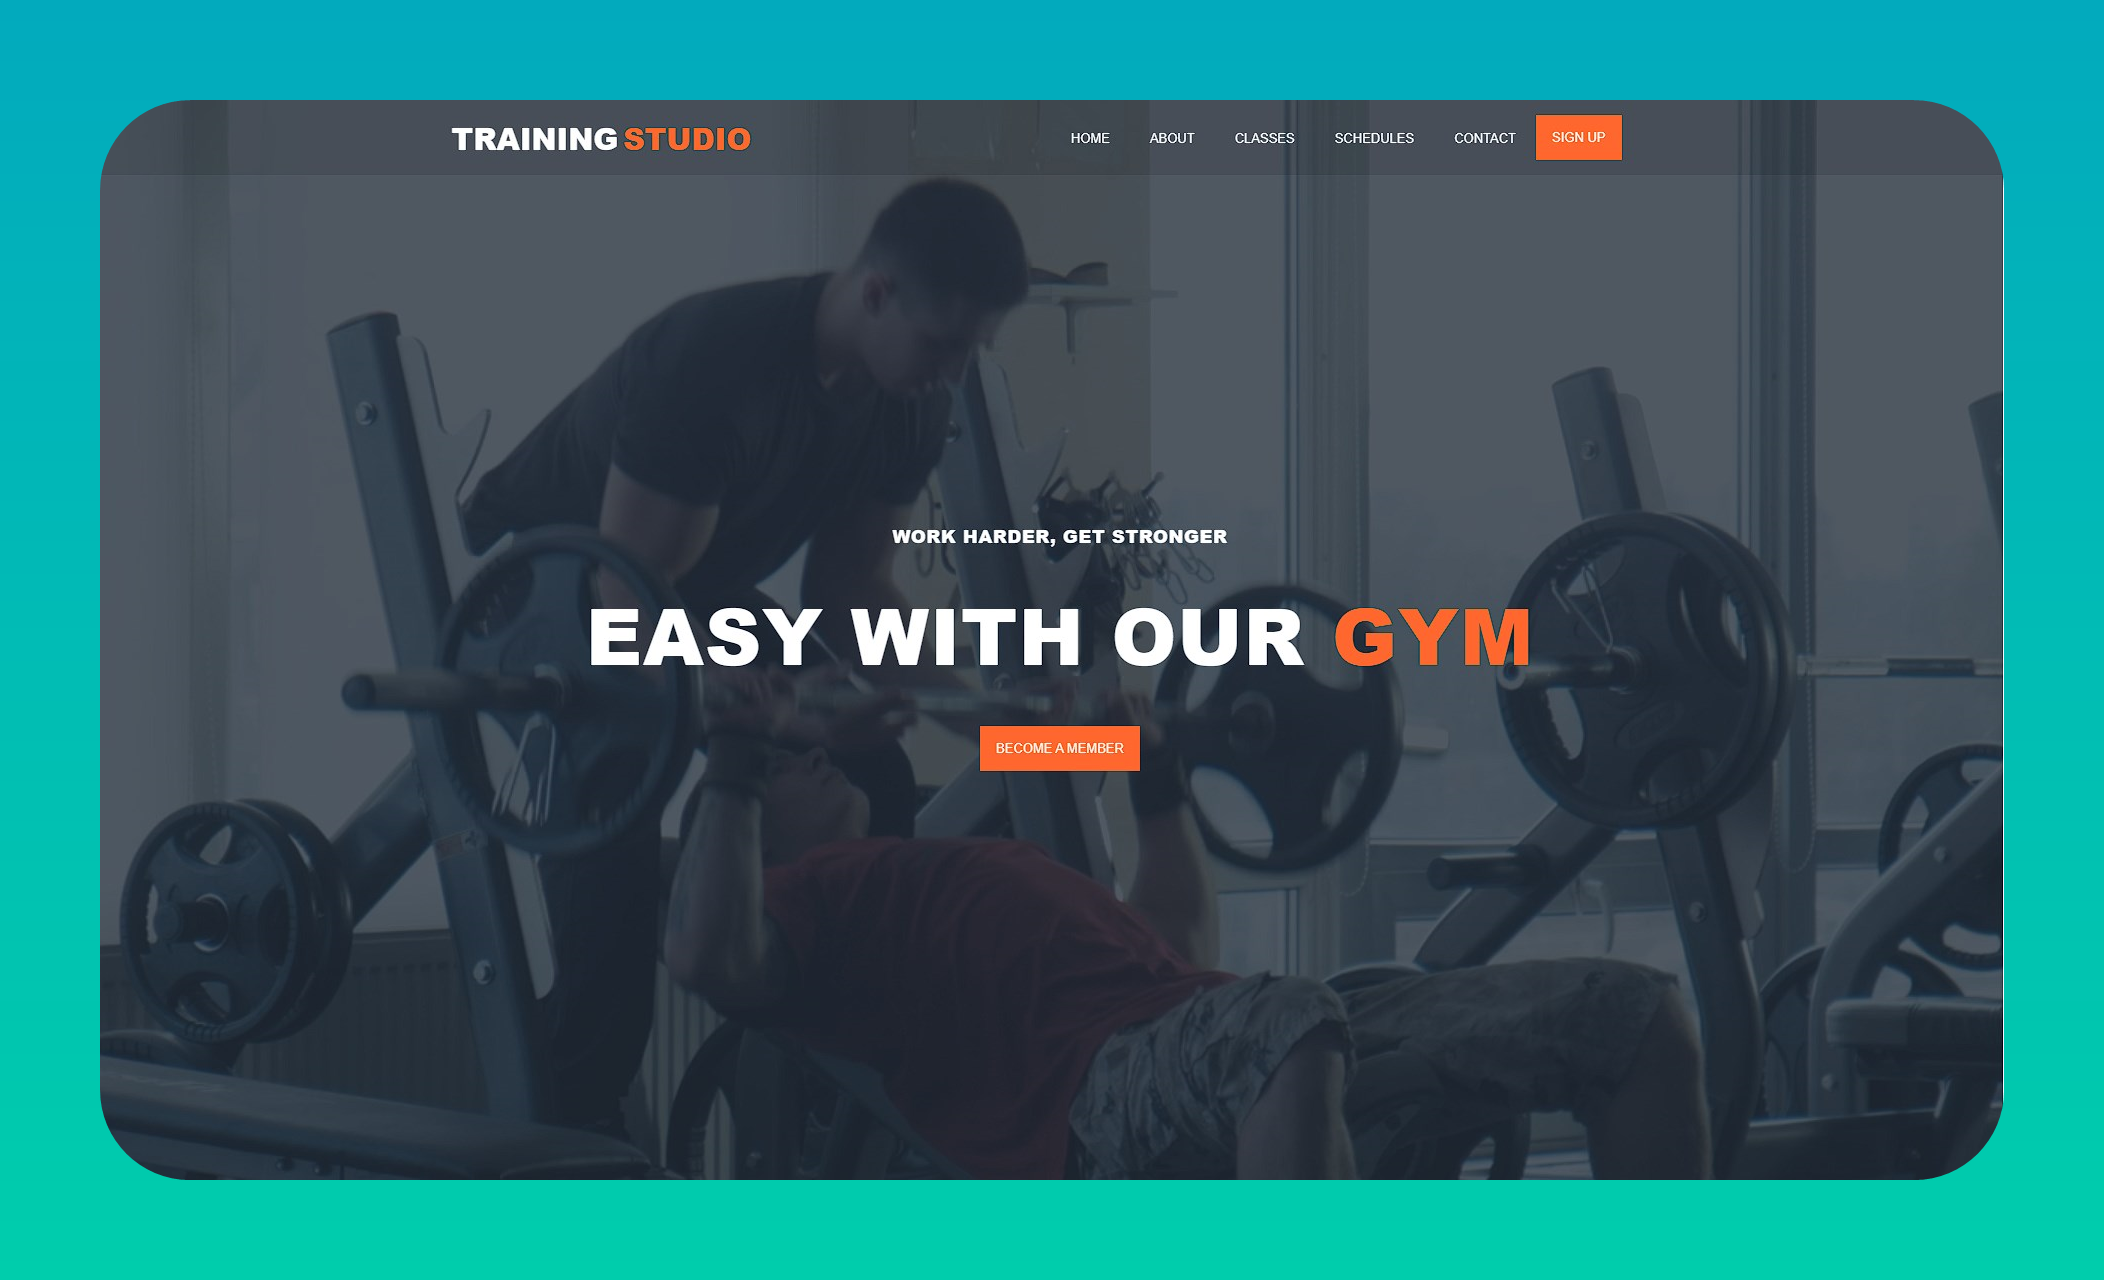 TRAINING STUDIO
HOME ABOUT CLASSES SCHEDULES CONTACT SIGN UP
WORK HARDER, GET STRONGER
EASY WITH OUR GYM
BECOME A MEMBER